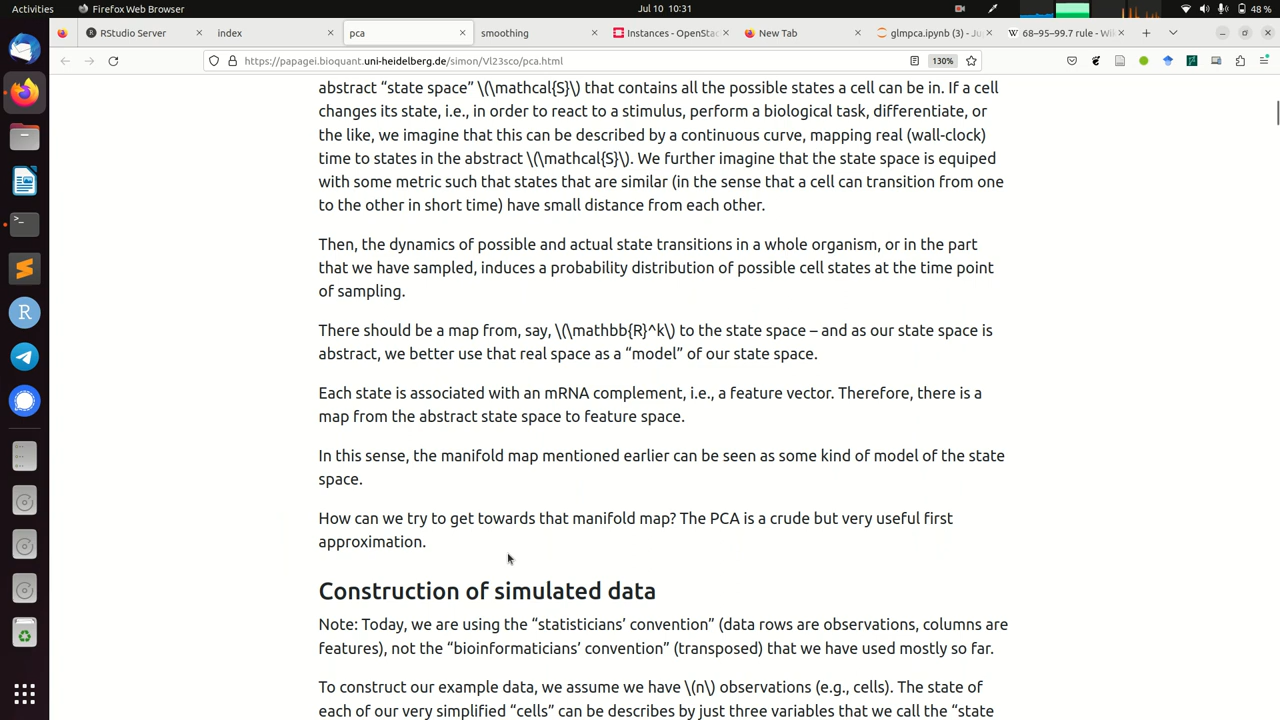 Activities
Firefox Web Browser
Jul 10 10:31
48 %
RStudio Server
index
pca
smoothing
Instances - OpenStac
New Tab
glmpca.ipynb (3) - Ju
68–95–99.7 rule - Wik
https://papagei.bioquant.uni-heidelberg.de/simon/Vl23sco/pca.html
130%
abstract “state space” \(\mathcal{S}\) that contains all the possible states a cell can be in. If a cell
changes its state, i.e., in order to react to a stimulus, perform a biological task, differentiate, or
the like, we imagine that this can be described by a continuous curve, mapping real (wall-clock)
time to states in the abstract \(\mathcal{S}\). We further imagine that the state space is equiped
with some metric such that states that are similar (in the sense that a cell can transition from one
to the other in short time) have small distance from each other.
Then, the dynamics of possible and actual state transitions in a whole organism, or in the part
that we have sampled, induces a probability distribution of possible cell states at the time point
of sampling.
There should be a map from, say, \(\mathbb{R}^k\) to the state space – and as our state space is
abstract, we better use that real space as a “model” of our state space.
Each state is associated with an mRNA complement, i.e., a feature vector. Therefore, there is a
map from the abstract state space to feature space.
In this sense, the manifold map mentioned earlier can be seen as some kind of model of the state
space.
How can we try to get towards that manifold map? The PCA is a crude but very useful first
approximation.
Construction of simulated data
Note: Today, we are using the “statisticians’ convention” (data rows are observations, columns are
features), not the “bioinformaticians’ convention” (transposed) that we have used mostly so far.
To construct our example data, we assume we have \(n\) observations (e.g., cells). The state of
each of our very simplified “cells” can be describes by just three variables that we call the “state